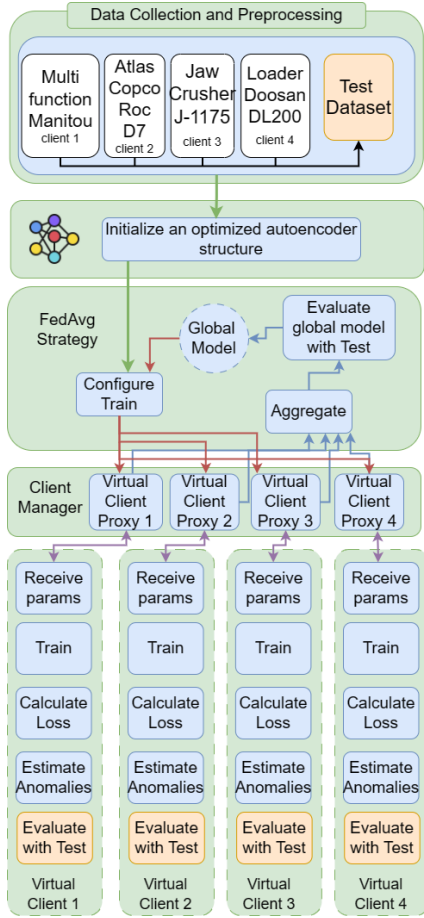 Data Collection and Preprocessing
Multi
function
Manitou
client 1
Atlas
Copco
Roc
D7
client 2
Jaw
Crusher
J-1175
client 3
Loader
Doosan
DL200
client 4
Test
Dataset
Initialize an optimized autoencoder
structure
FedAvg
Strategy
Global
Model
Evaluate
global model
with Test
Configure
Train
Aggregate
Client
Manager
Virtual
Client
Proxy 1
Virtual
Client
Proxy 2
Virtual
Client
Proxy 3
Virtual
Client
Proxy 4
Receive
params
Train
Calculate
Loss
Estimate
Anomalies
Evaluate
with Test
Virtual
Client 1
Receive
params
Train
Calculate
Loss
Estimate
Anomalies
Evaluate
with Test
Virtual
Client 2
Receive
params
Train
Calculate
Loss
Estimate
Anomalies
Evaluate
with Test
Virtual
Client 3
Receive
params
Train
Calculate
Loss
Estimate
Anomalies
Evaluate
with Test
Virtual
Client 4